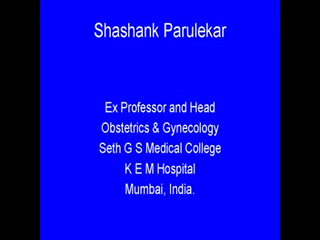 Shashank Parulekar
Ex Professor and Head
Obstetrics & Gynecology
Seth G S Medical College
K E M Hospital
Mumbai, India.